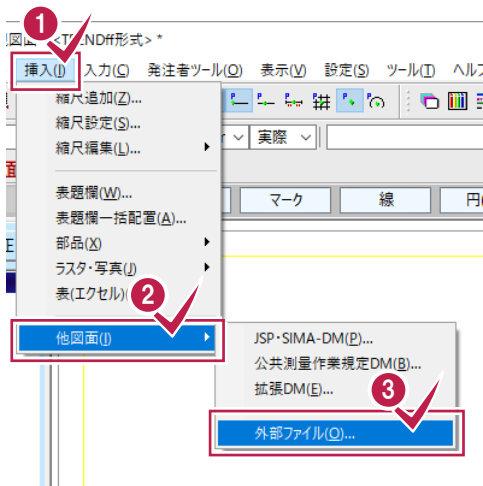 1
図面 <TRENDff形式> *
挿入(I) 入力(C) 発注者ツール(O) 表示(V) 設定(S) ツール(T) ヘルプ
縮尺追加(Z)...
縮尺設定(S)...
縮尺編集(L)...
実際
面
表題欄(W)...
マーク 線 円(
表題欄一括配置(A)...
部品(X)
正
ラスタ・写真(J)
表(エクセル)(
2
他図面(I)
JSP・SIMA-DM(P)...
公共測量作業規定DM(B)...
拡張DM(E)...
3
外部ファイル(O)...